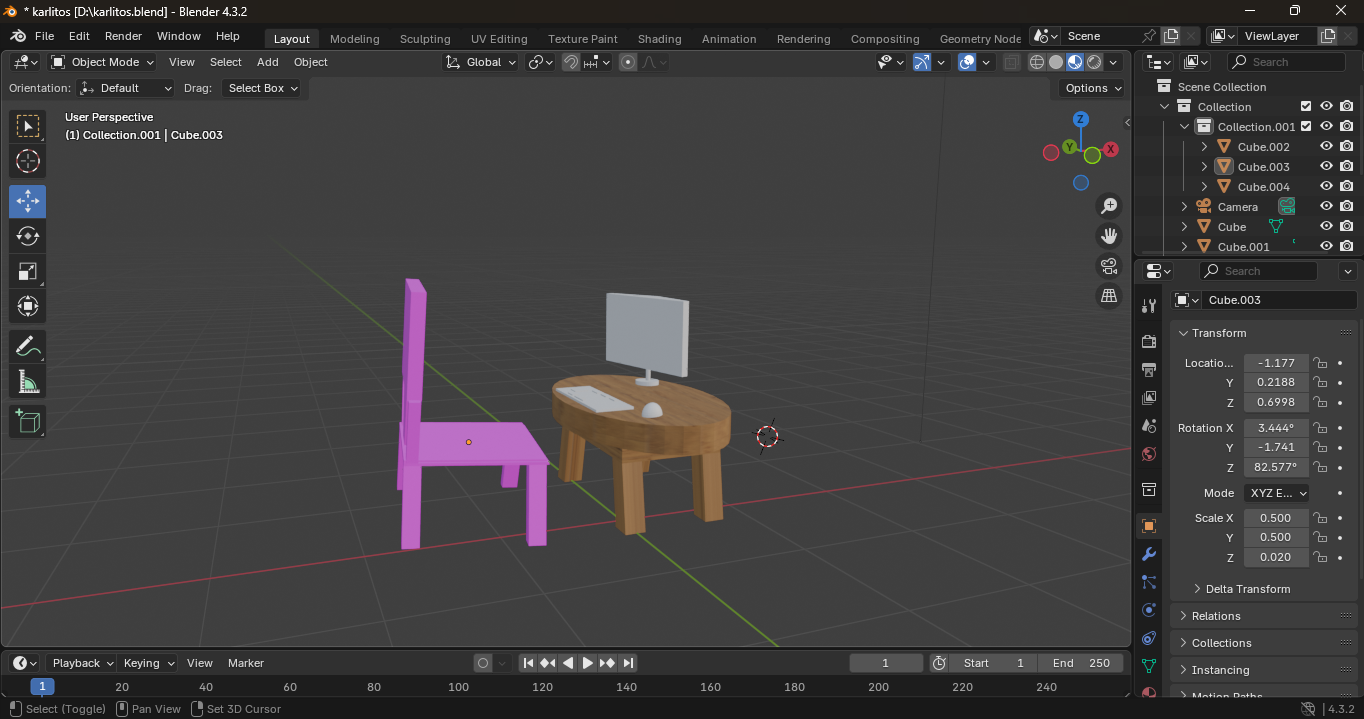 * karlitos [D:\karlitos.blend] - Blender 4.3.2
File Edit Render Window Help Layout Modeling Sculpting UV Editing Texture Paint Shading Animation Rendering Compositing Geometry Node Scene ViewLayer
Object Mode View Select Add Object Global Search
Orientation: Default Drag: Select Box Options
Scene Collection
User Perspective
(1) Collection.001 | Cube.003
Collection
Collection.001
Cube.002
Cube.003
Cube.004
Camera
Cube
Cube.001
Z
Y
X
Search
Cube.003
Transform
Locatio... -1.177
Y 0.2188
Z 0.6998
Rotation X 3.444°
Y -1.741
Z 82.577°
Mode XYZ E...
Scale X 0.500
Y 0.500
Z 0.020
Delta Transform
Relations
Collections
Instancing
Motion Paths
Playback Keying View Marker 1 Start 1 End 250
1 20 40 60 80 100 120 140 160 180 200 220 240
Select (Toggle) Pan View Set 3D Cursor 4.3.2